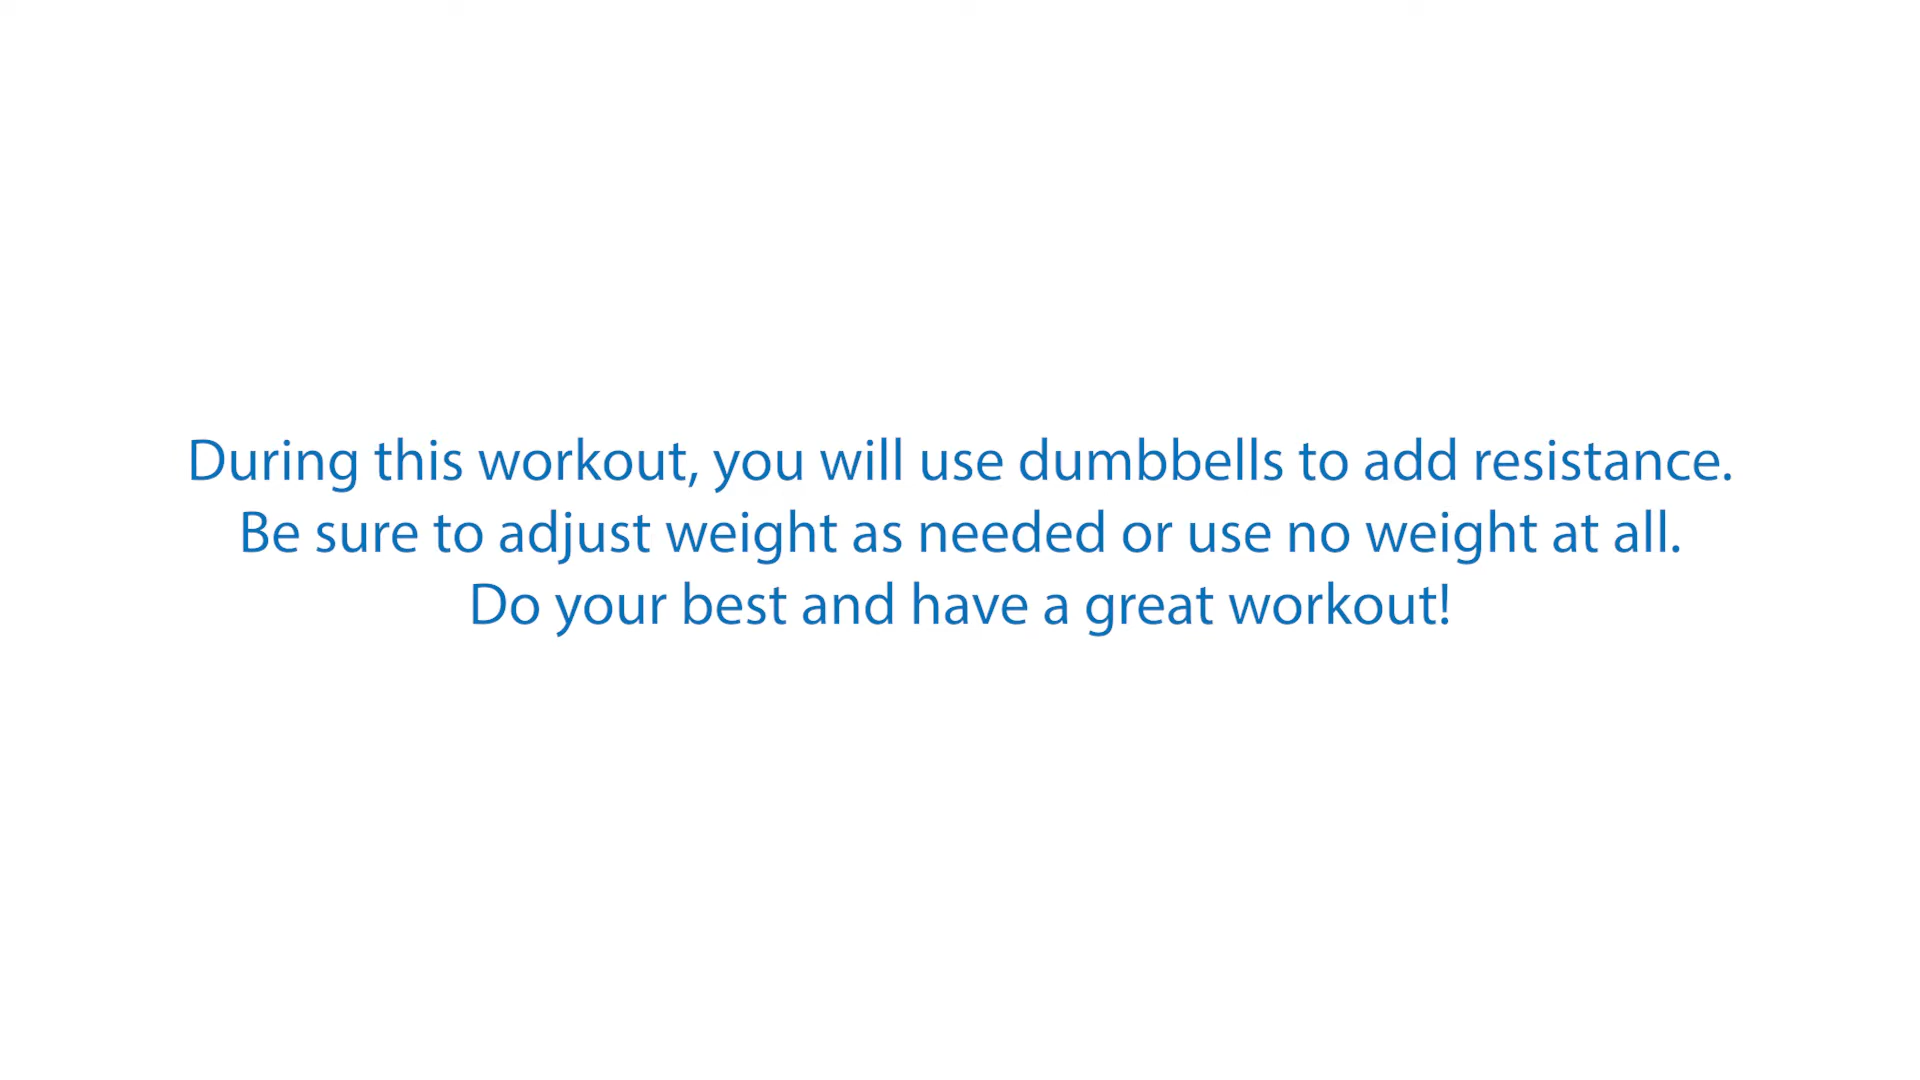 During this workout, you will use dumbbells to add resistance.
Be sure to adjust weight as needed or use no weight at all.
Do your best and have a great workout!